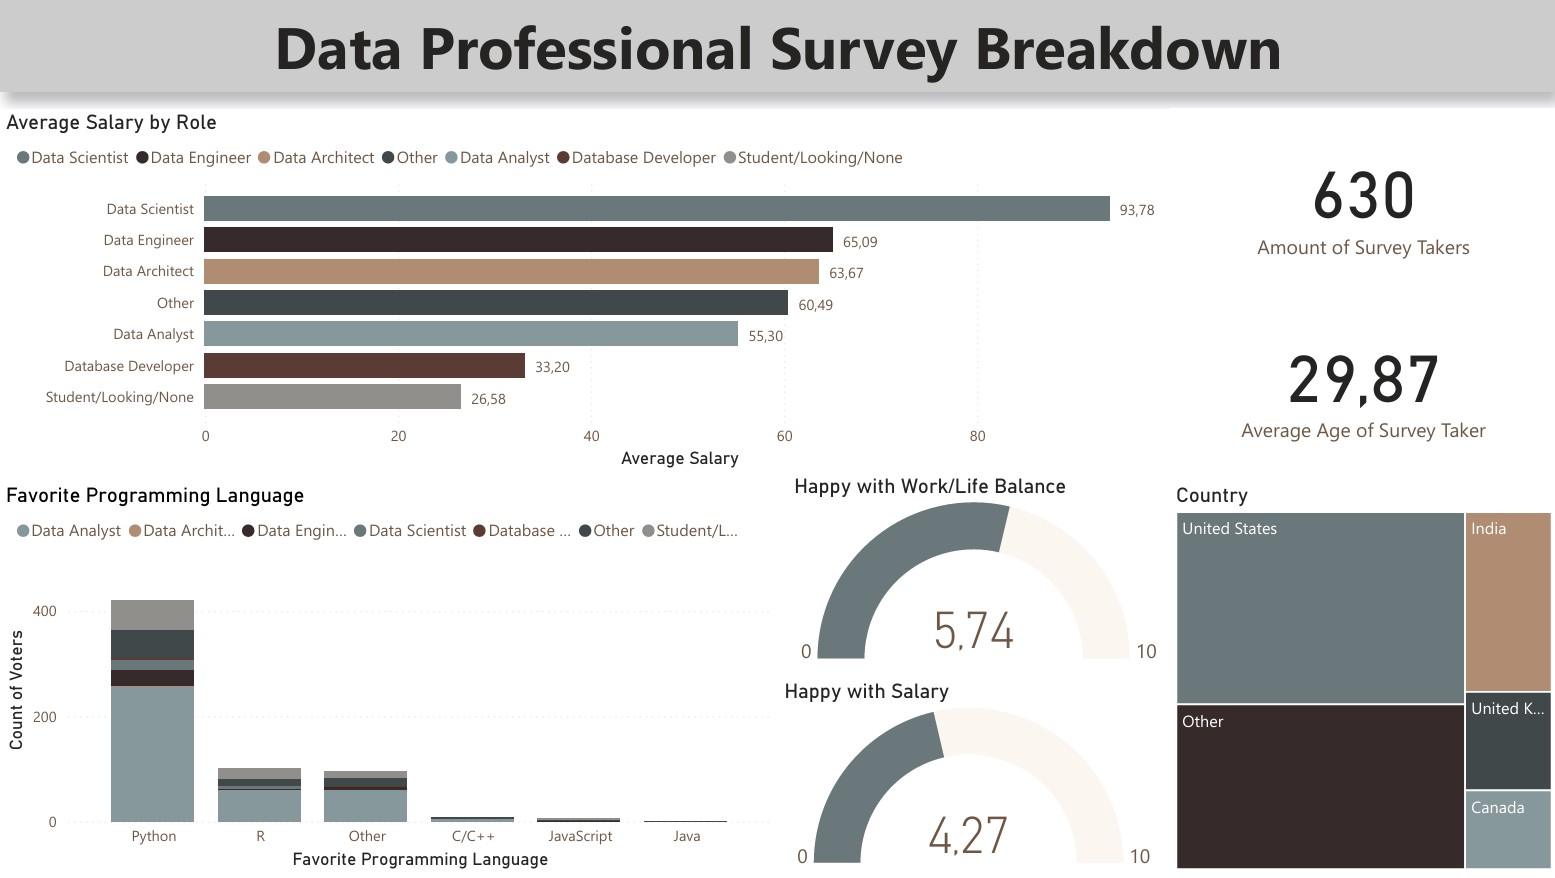 Data Professional Survey Breakdown
Average Salary by Role
Data Scientist Data Engineer Data Architect Other Data Analyst Database Developer Student/Looking/None
Data Scientist 93,78
Data Engineer 65,09
Data Architect 63,67
Other 60,49
Data Analyst 55,30
Database Developer 33,20
Student/Looking/None 26,58
0 20 40 60 80
Average Salary
630
Amount of Survey Takers
29,87
Average Age of Survey Taker
Favorite Programming Language
Data Analyst Data Archit... Data Engin... Data Scientist Database ... Other Student/L...
Count of Voters
400
200
0
Python R Other C/C++ JavaScript Java
Favorite Programming Language
Happy with Work/Life Balance
5,74
0 10
Happy with Salary
4,27
0 10
Country
United States
India
Other
United K...
Canada